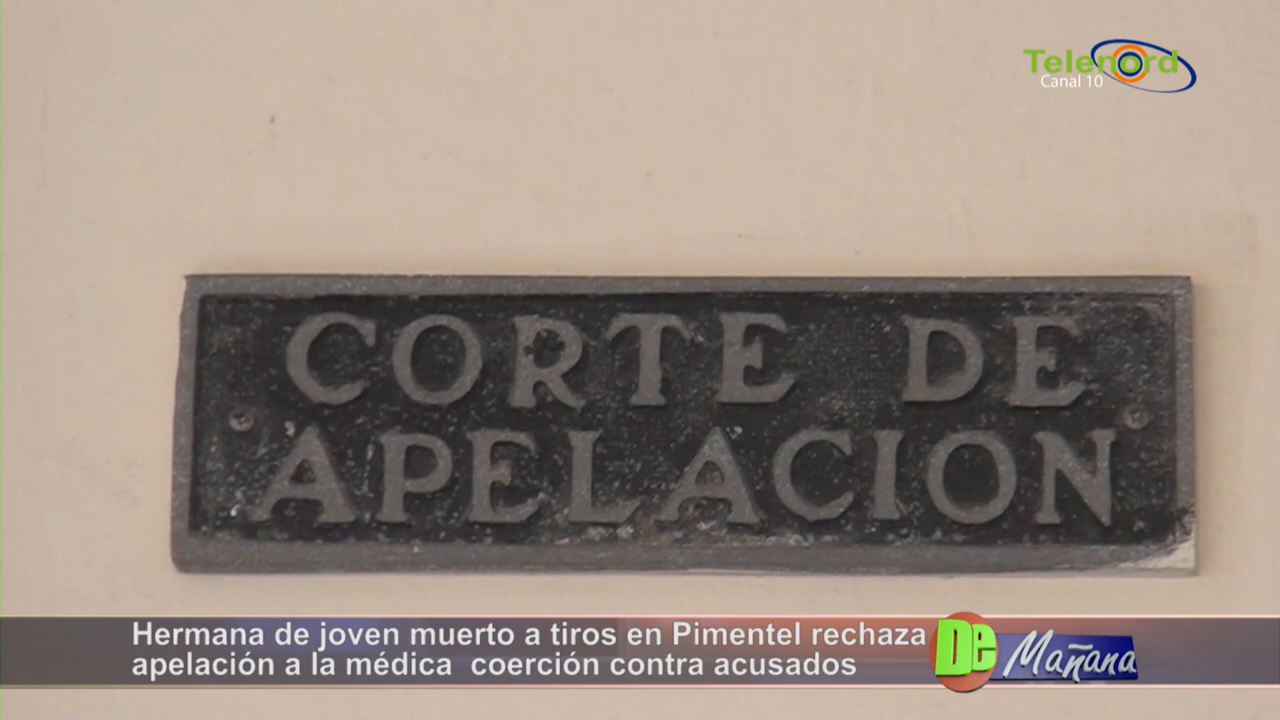 Telenord
Canal 10
CORTE DE
APELACION
Hermana de joven muerto a tiros en Pimentel rechaza
apelación a la médica coerción contra acusados
De Mañana